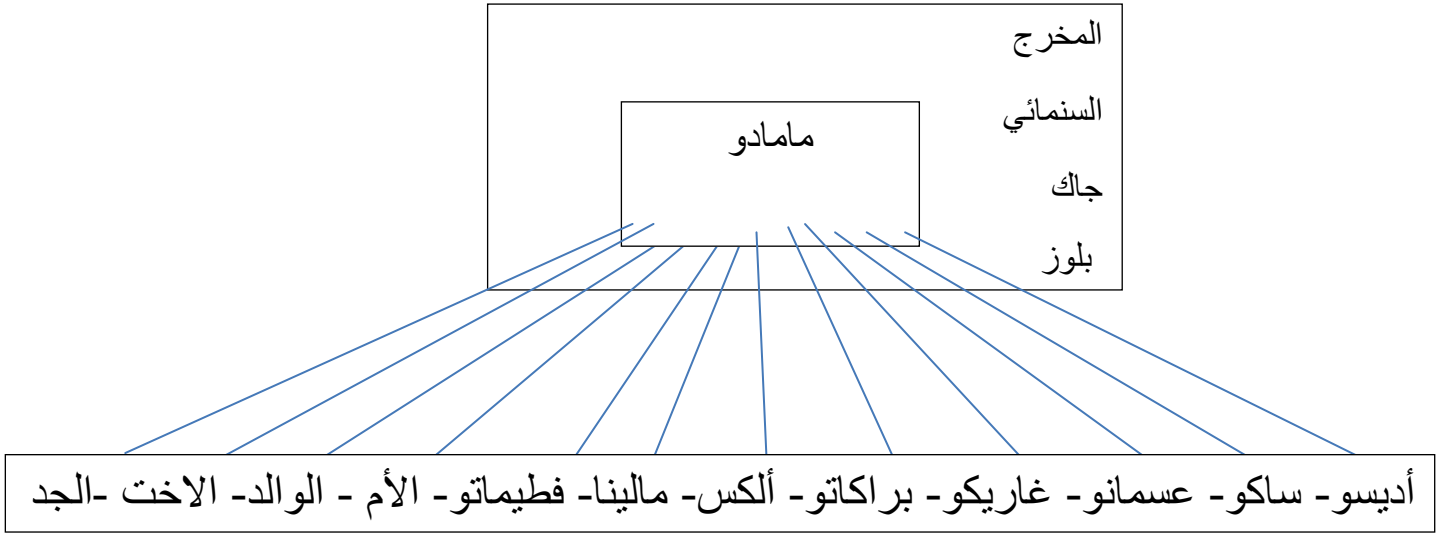 المخرج
السنمائي
جاك
بلوز
مامادو
أديسو- ساكو- عسمانو- غاريكو- براكاتو- ألكس- مالينا- فطيماتو- الأم - الوالد- الاخت -الجد